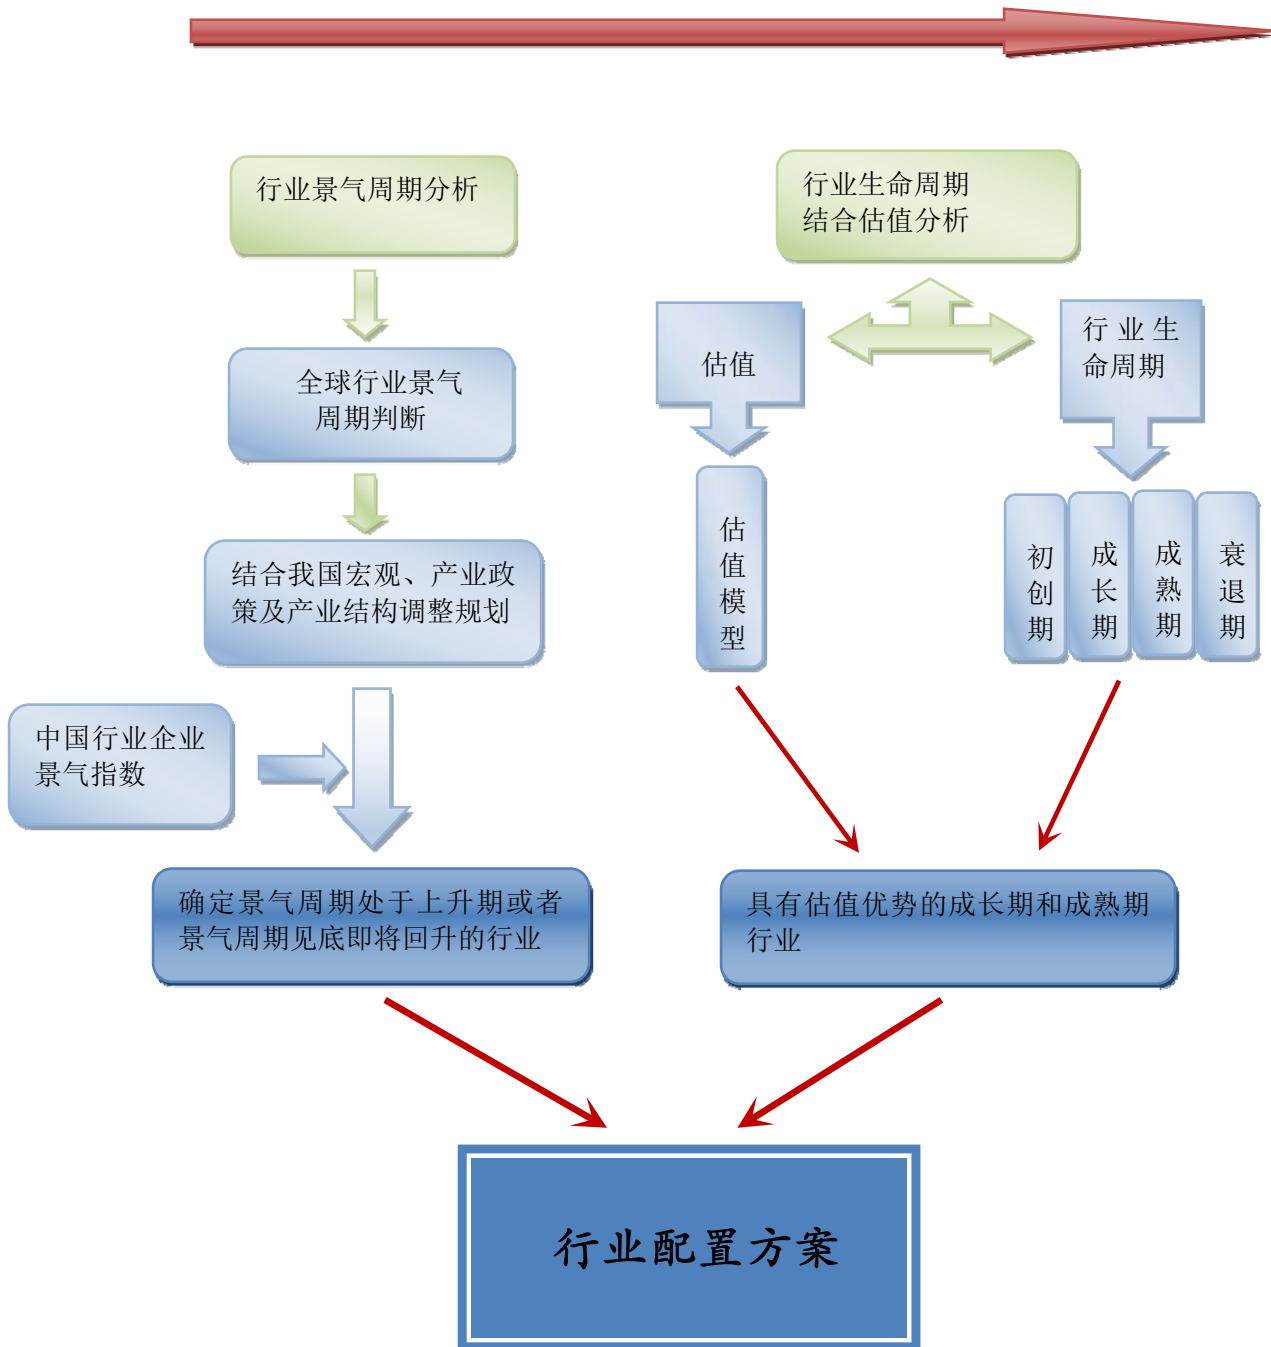 行业景气周期分析
行业生命周期
结合估值分析
全球行业景气
周期判断
估值
行业生
命周期
结合我国宏观、产业政
策及产业结构调整规划
估值模型
初创期
成长期
成熟期
衰退期
中国行业企业
景气指数
确定景气周期处于上升期或者
景气周期见底即将回升的行业
具有估值优势的成长期和成熟期
行业
行业配置方案